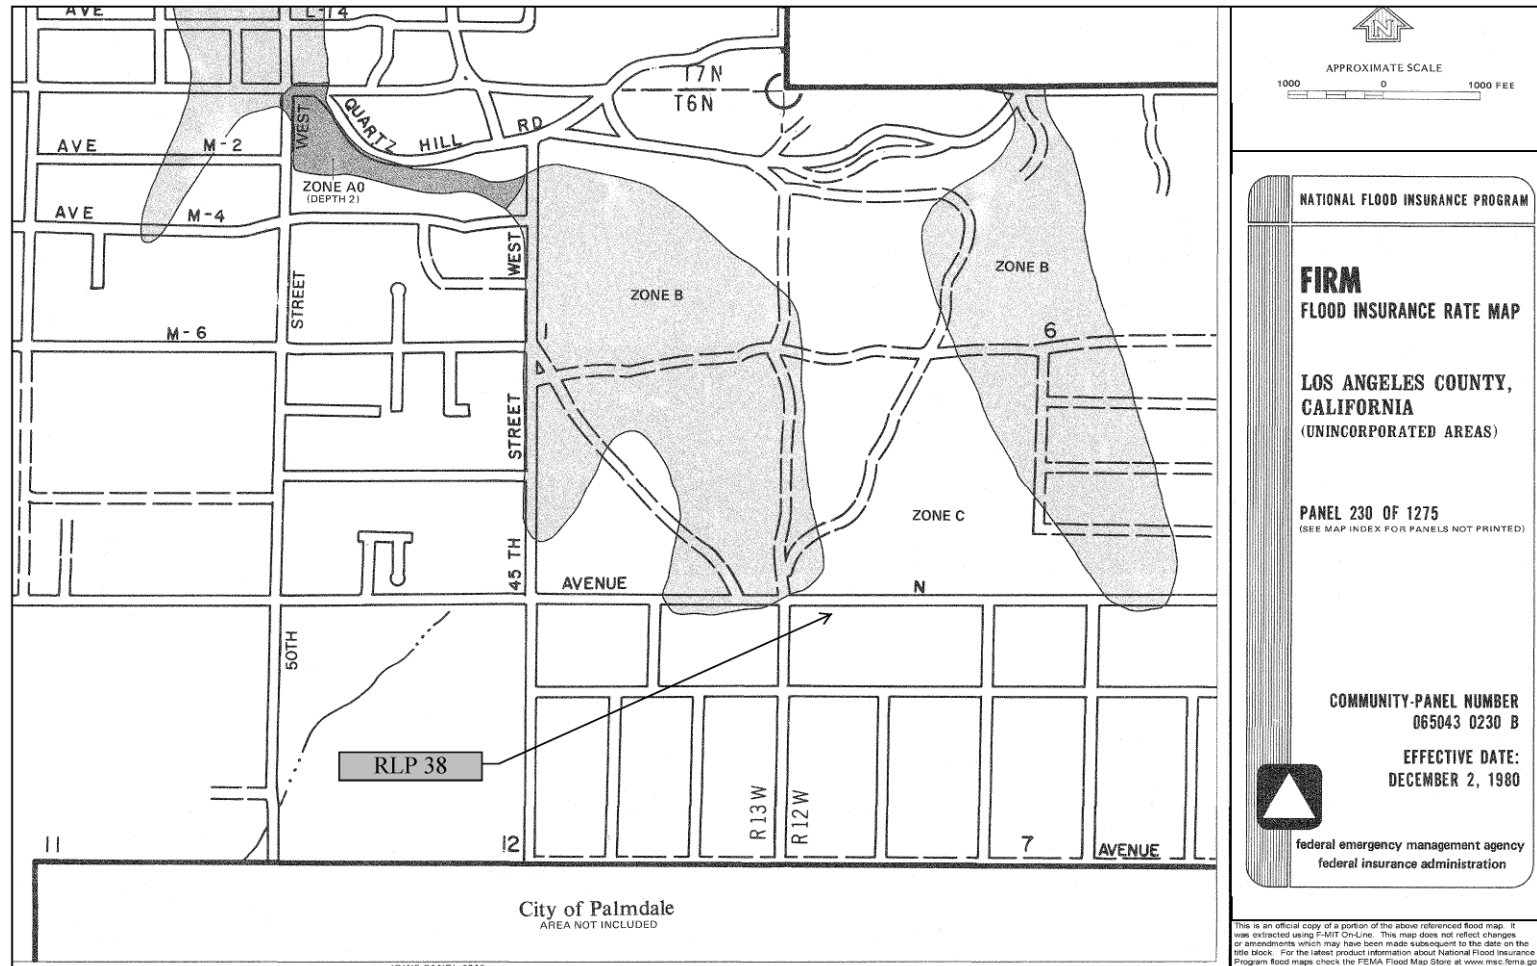 AVE L-14
T7N
T6N
WEST
QUARTZ HILL RD
AVE M-2
ZONE A0
(DEPTH 2)
AVE M-4
WEST
STREET
ZONE B
ZONE B
M-6
1
6
STREET
ZONE C
45 TH
AVENUE N
50TH
RLP 38
R13W
R12W
11
12
7
AVENUE
City of Palmdale
AREA NOT INCLUDED
N
APPROXIMATE SCALE
1000 0 1000 FEE
NATIONAL FLOOD INSURANCE PROGRAM
FIRM
FLOOD INSURANCE RATE MAP
LOS ANGELES COUNTY,
CALIFORNIA
(UNINCORPORATED AREAS)
PANEL 230 OF 1275
(SEE MAP INDEX FOR PANELS NOT PRINTED)
COMMUNITY-PANEL NUMBER
065043 0230 B
EFFECTIVE DATE:
DECEMBER 2, 1980
federal emergency management agency
federal insurance administration
This is an official copy of a portion of the above referenced flood map. It
was extracted using F-MIT On-Line. This map does not reflect changes
or amendments which may have been made subsequent to the date on the
title block. For the latest product information about National Flood Insurance
Program flood maps check the FEMA Flood Map Store at www.msc.fema.go